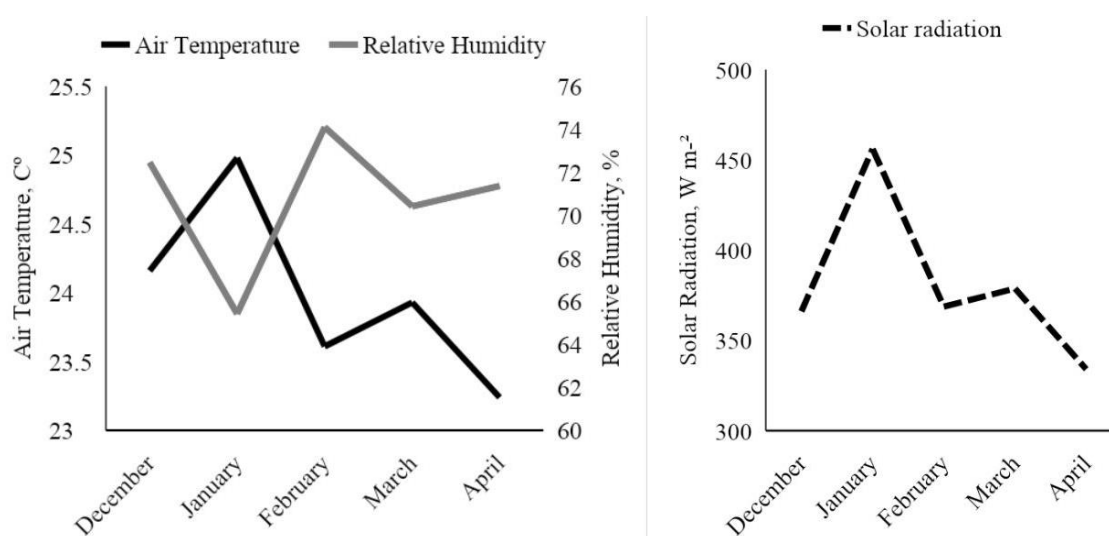 Air Temperature
Relative Humidity
25.5
25
24.5
24
23.5
23
Air Temperature, Cº
76
74
72
70
68
66
64
62
60
Relative Humidity, %
December
January
February
March
April
Solar radiation
500
450
400
350
300
Solar Radiation, W m-²
December
January
February
March
April